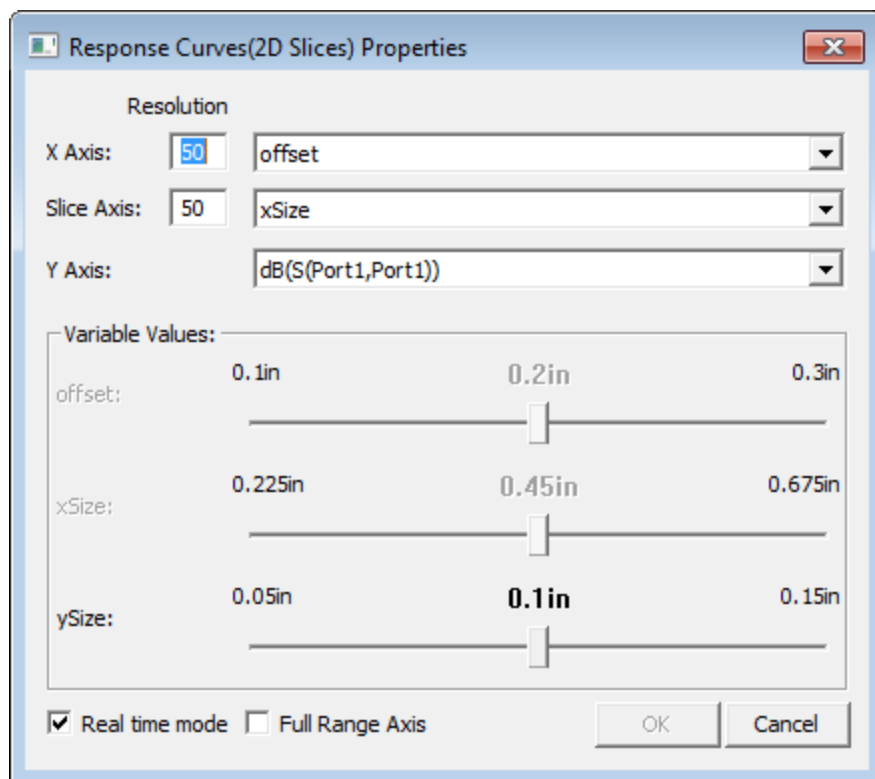 Response Curves(2D Slices) Properties
Resolution
X Axis: 50 offset
Slice Axis: 50 xSize
Y Axis: dB(S(Port1,Port1))
Variable Values:
offset: 0.1in 0.2in 0.3in
xSize: 0.225in 0.45in 0.675in
ySize: 0.05in 0.1in 0.15in
Real time mode Full Range Axis OK Cancel